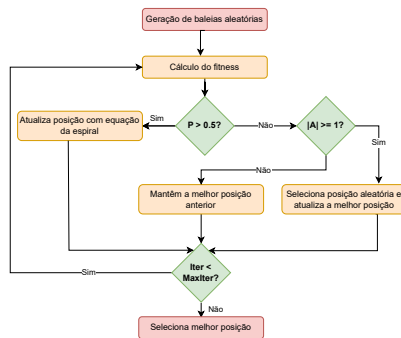 Geração de baleias aleatórias
Cálculo do fitness
Atualiza posição com equação
da espiral
Sim
P > 0.5?
Não
|A| >= 1?
Sim
Não
Mantêm a melhor posição
anterior
Seleciona posição aleatória e
atualiza a melhor posição
Iter <
MaxIter?
Sim
Não
Seleciona melhor posição